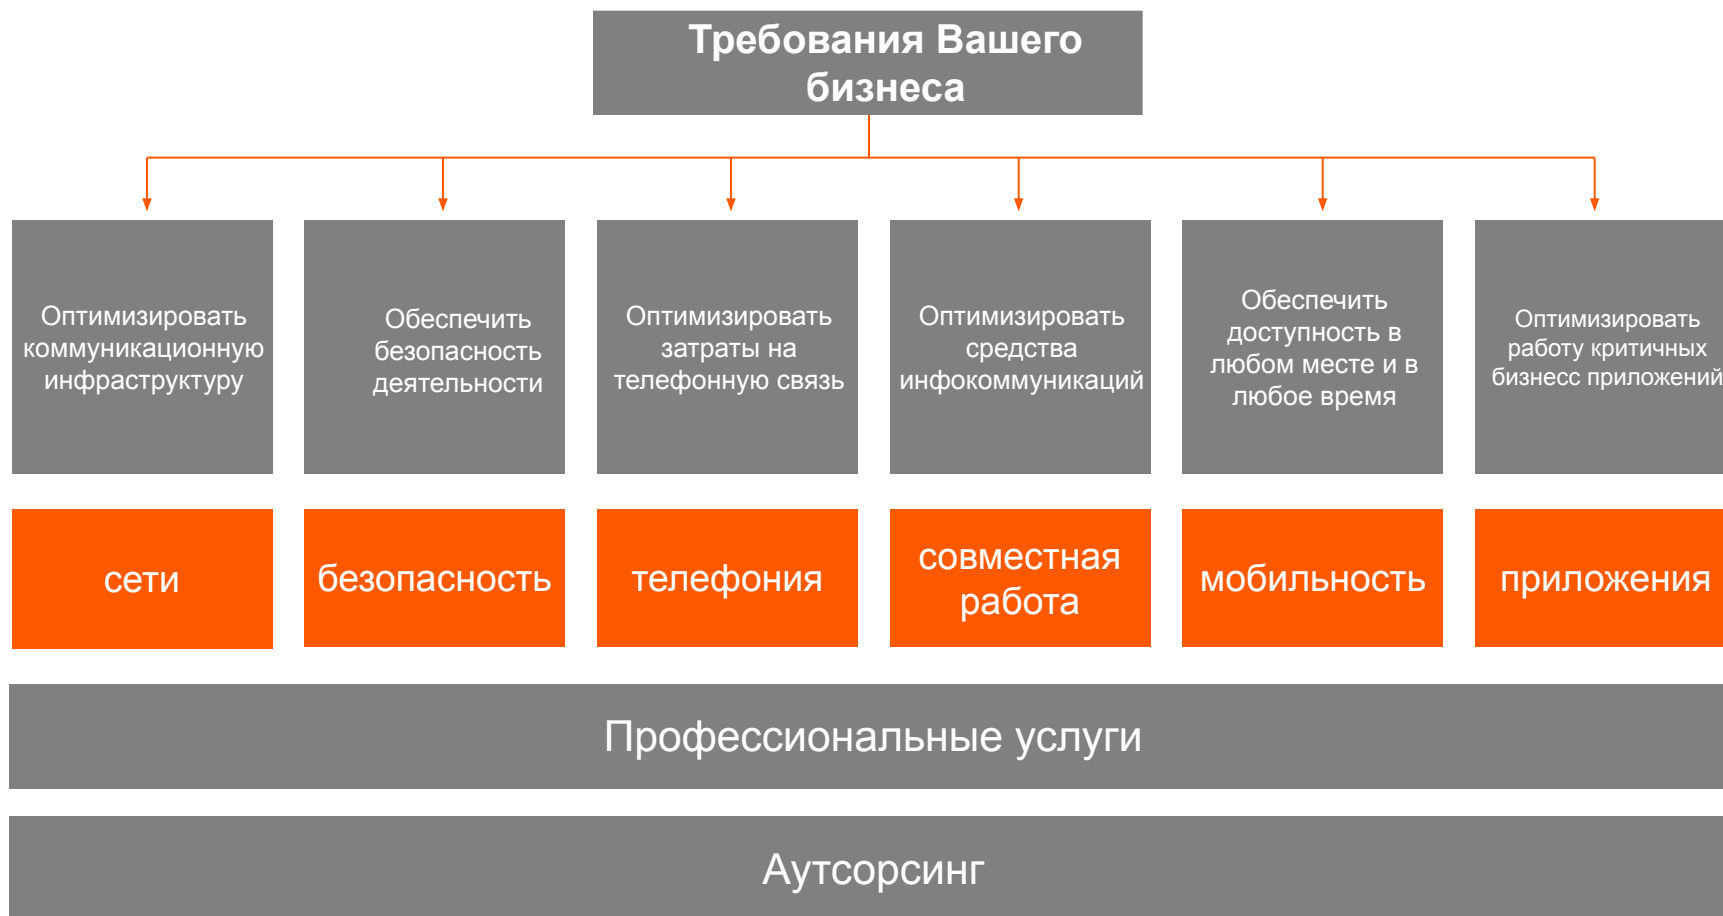 Требования Вашего
бизнеса
Оптимизировать
коммуникационную
инфраструктуру
Обеспечить
безопасность
деятельности
Оптимизировать
затраты на
телефонную связь
Оптимизировать
средства
инфокоммуникаций
Обеспечить
доступность в
любом месте и в
любое время
Оптимизировать
работу критичных
бизнесс приложений
сети
безопасность
телефония
совместная
работа
мобильность
приложения
Профессиональные услуги
Аутсорсинг